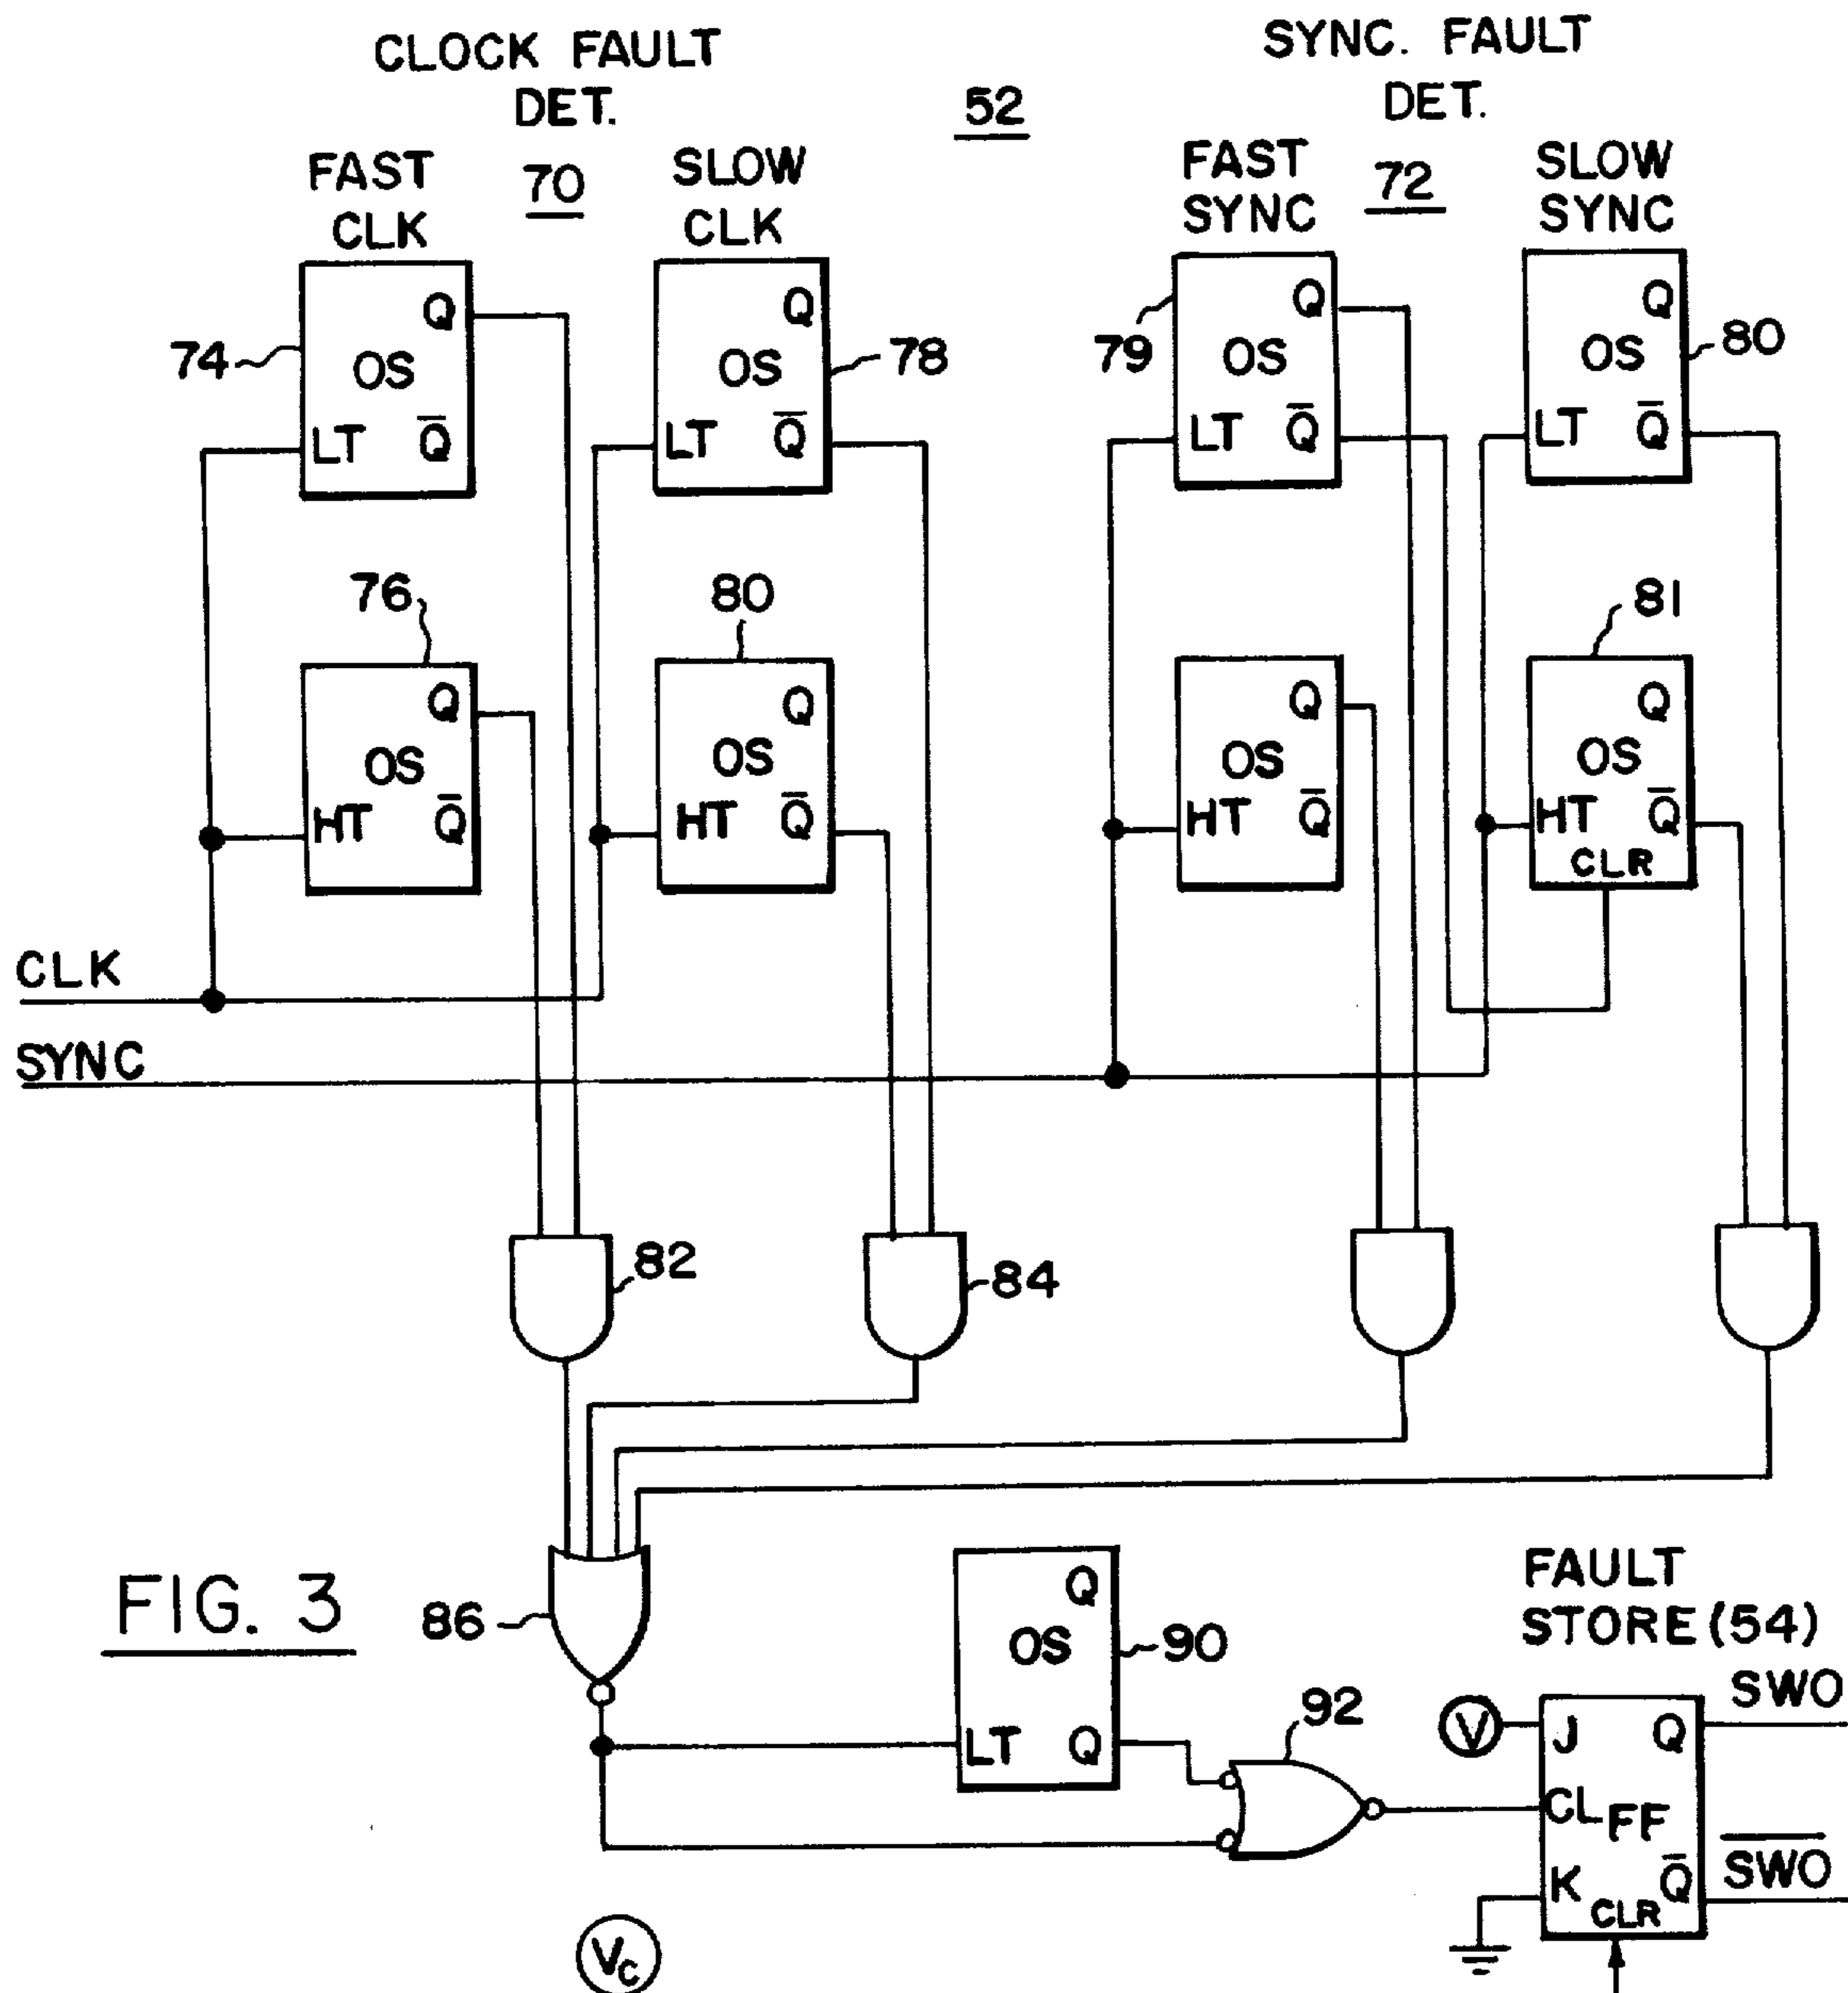 CLOCK FAULT
DET.
52
SYNC. FAULT
DET.
FAST
CLK
70
SLOW
CLK
FAST
SYNC
72
SLOW
SYNC
Q
OS
LT Q̅
74
Q
OS
LT Q̅
78
Q
OS
LT Q̅
79
Q
OS
LT Q̅
80
76
Q
OS
HT Q̅
80
Q
OS
HT Q̅
Q
OS
HT Q̅
81
Q
OS
HT Q̅
CLR
CLK
SYNC
82
84
FIG. 3
86
Q
OS
LT Q
90
92
FAULT
STORE (54)
V
J Q
SWO
CL FF
K Q̅
CLR
S̅W̅O̅
Vc